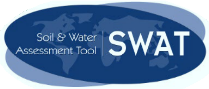 Soil & Water
Assessment Tool
SWAT